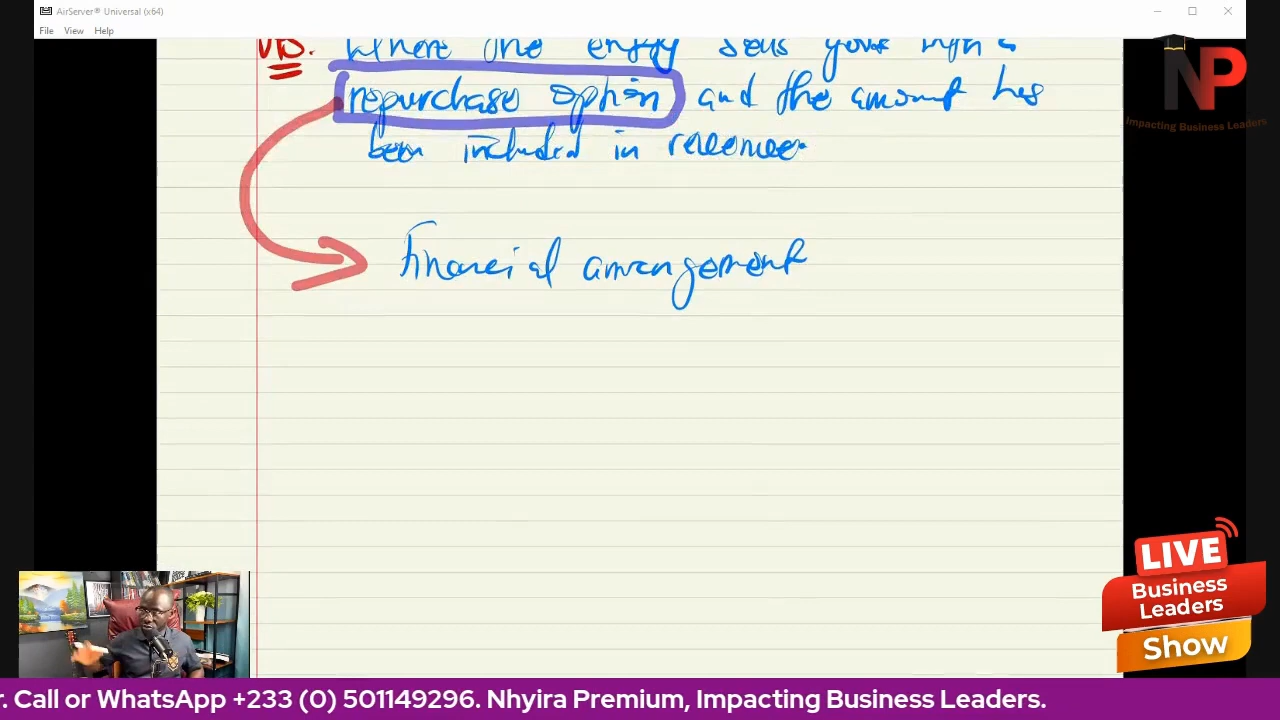 AirServer® Universal (x64)
File View Help
NB. Where the entity sells goods with a
repurchase option and the amount has
been included in revenue.
Financial arrangement
NP
Impacting Business Leaders
LIVE
Business
Leaders
Show
r. Call or WhatsApp +233 (0) 501149296. Nhyira Premium, Impacting Business Leaders.